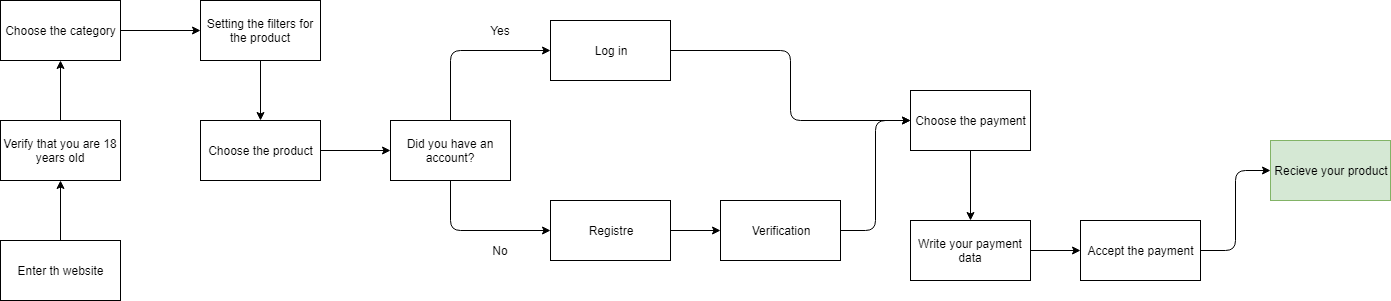 Enter th website
Verify that you are 18
years old
Choose the category
Setting the filters for
the product
Choose the product
Did you have an
account?
Yes
Log in
No
Registre
Verification
Choose the payment
Write your payment
data
Accept the payment
Recieve your product